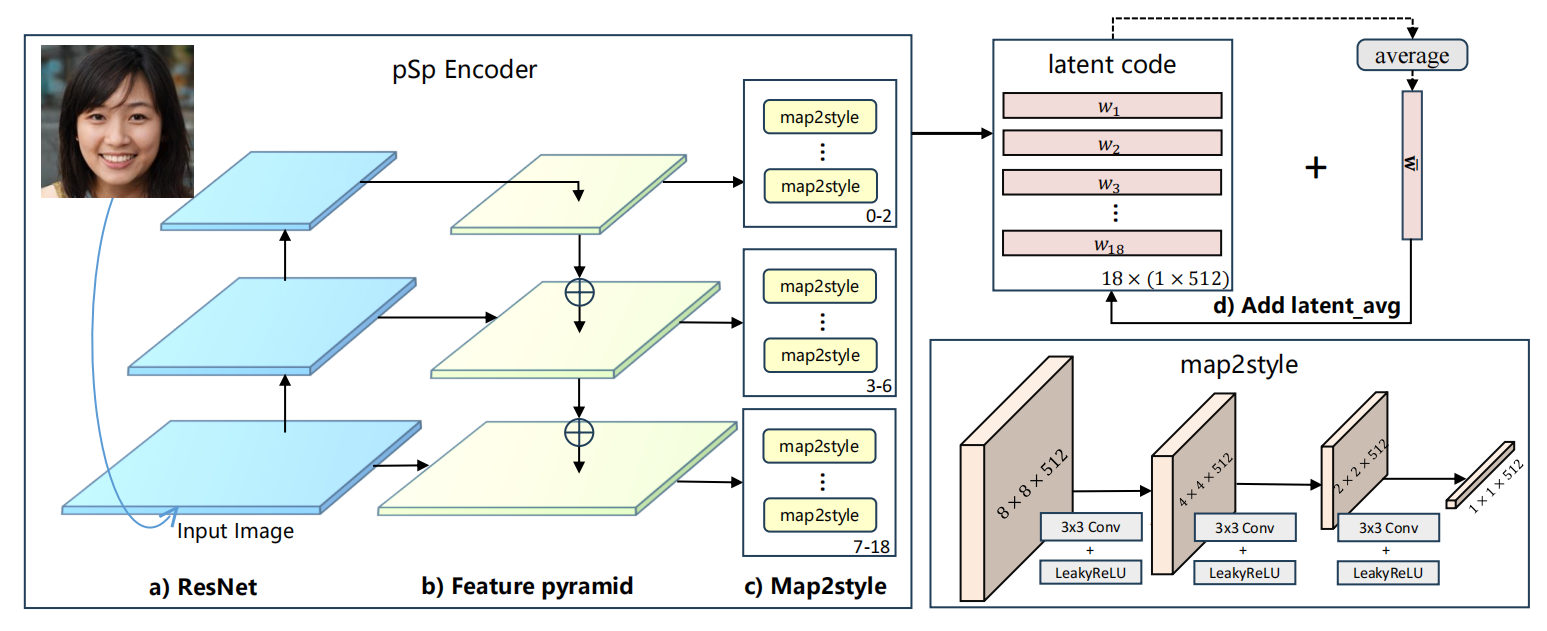 pSp Encoder
map2style
⋮
map2style
0-2
map2style
⋮
map2style
3-6
map2style
⋮
map2style
7-18
Input Image
a) ResNet
b) Feature pyramid
c) Map2style
latent code
w₁
w₂
w₃
⋮
w₁₈
18 × (1 × 512)
+
average
w̄
d) Add latent_avg
map2style
8 × 8 × 512
3x3 Conv
+
LeakyReLU
4 × 4 × 512
3x3 Conv
+
LeakyReLU
2 × 2 × 512
3x3 Conv
+
LeakyReLU
1 × 1 × 512